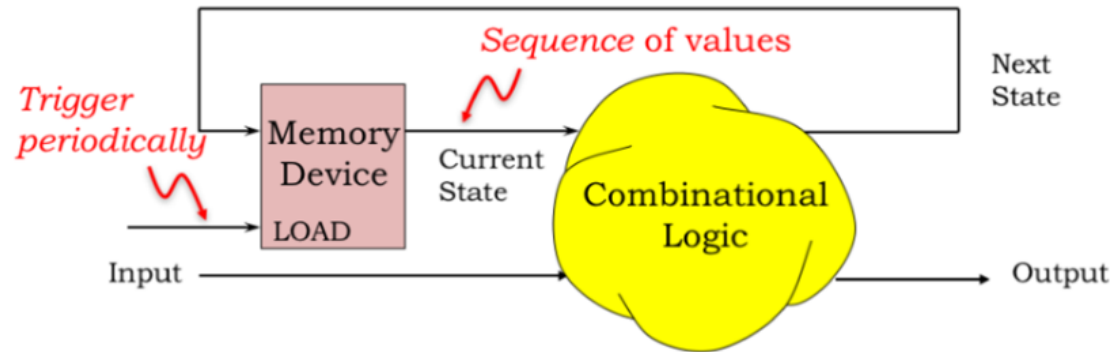 Sequence of values
Next
State
Trigger
periodically
Memory
Device
Current
State
Combinational
Logic
LOAD
Input
Output